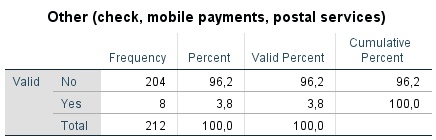 Other (check, mobile payments, postal services)
Frequency Percent Valid Percent Cumulative Percent
Valid No 204 96,2 96,2 96,2
Yes 8 3,8 3,8 100,0
Total 212 100,0 100,0